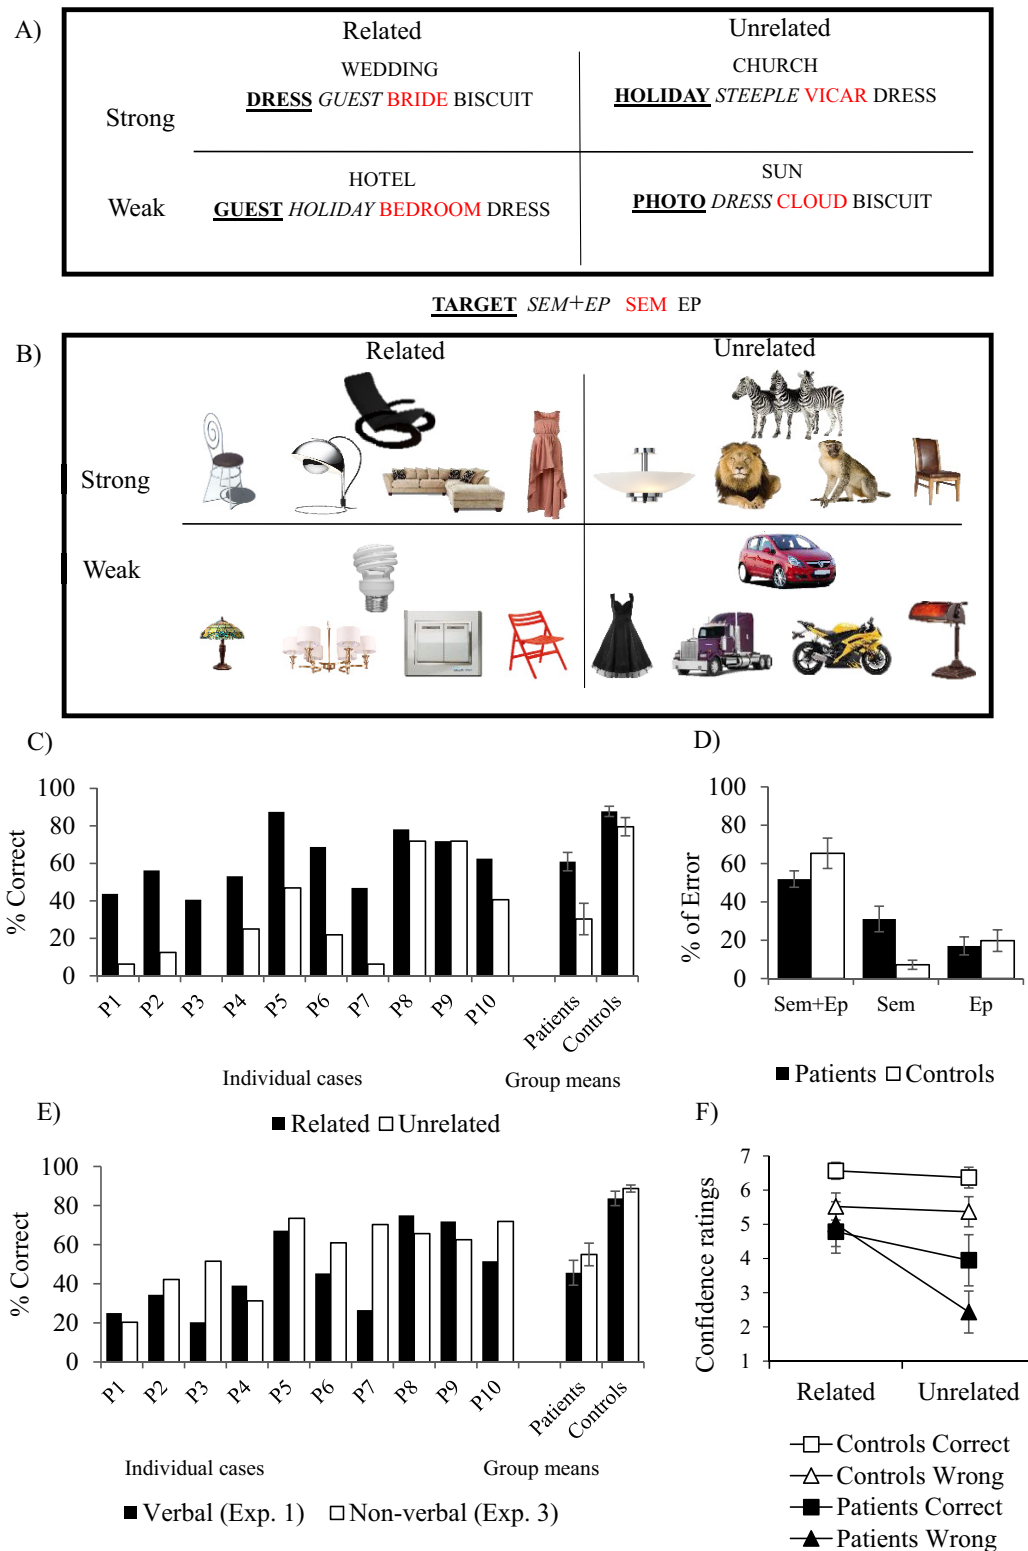 A)
Related
Unrelated
WEDDING
DRESS GUEST BRIDE BISCUIT
CHURCH
HOLIDAY STEEPLE VICAR DRESS
Strong
HOTEL
GUEST HOLIDAY BEDROOM DRESS
SUN
PHOTO DRESS CLOUD BISCUIT
Weak
TARGET SEM+EP SEM EP
B)
Related
Unrelated
Strong
Weak
C)
% Correct
100
80
60
40
20
0
P1 P2 P3 P4 P5 P6 P7 P8 P9 P10 Patients Controls
Individual cases
Group means
Related Unrelated
D)
% of Error
100
80
60
40
20
0
Sem+Ep Sem Ep
Patients Controls
E)
% Correct
100
80
60
40
20
0
P1 P2 P3 P4 P5 P6 P7 P8 P9 P10 Patients Controls
Individual cases
Group means
Verbal (Exp. 1) Non-verbal (Exp. 3)
F)
Confidence ratings
7
6
5
4
3
2
1
Related Unrelated
Controls Correct
Controls Wrong
Patients Correct
Patients Wrong